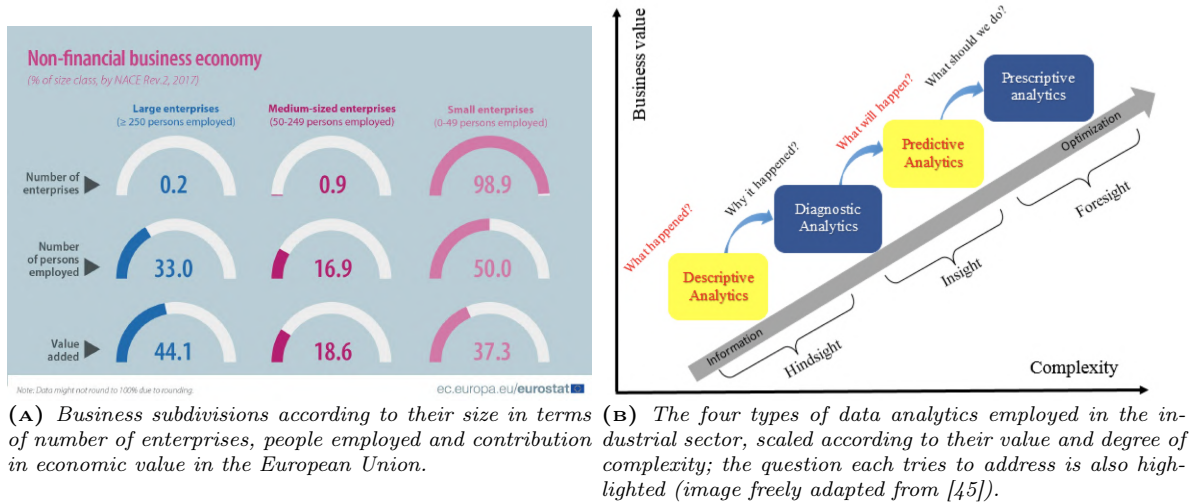 Non-financial business economy
(% of size class, by NACE Rev.2, 2017)
Large enterprises
(≥ 250 persons employed)
Medium-sized enterprises
(50-249 persons employed)
Small enterprises
(0-49 persons employed)
Number of
enterprises
0.2
0.9
98.9
Number
of persons
employed
33.0
16.9
50.0
Value
added
44.1
18.6
37.3
Note: Data might not round to 100% due to rounding.
ec.europa.eu/eurostat
(A) Business subdivisions according to their size in terms
of number of enterprises, people employed and contribution
in economic value in the European Union.
Business value
What happened?
Descriptive
Analytics
Why it happened?
Diagnostic
Analytics
What will happen?
Predictive
Analytics
What should we do?
Prescriptive
analytics
Information
Optimization
Hindsight
Insight
Foresight
Complexity
(B) The four types of data analytics employed in the in-
dustrial sector, scaled according to their value and degree of
complexity; the question each tries to address is also high-
lighted (image freely adapted from [45]).